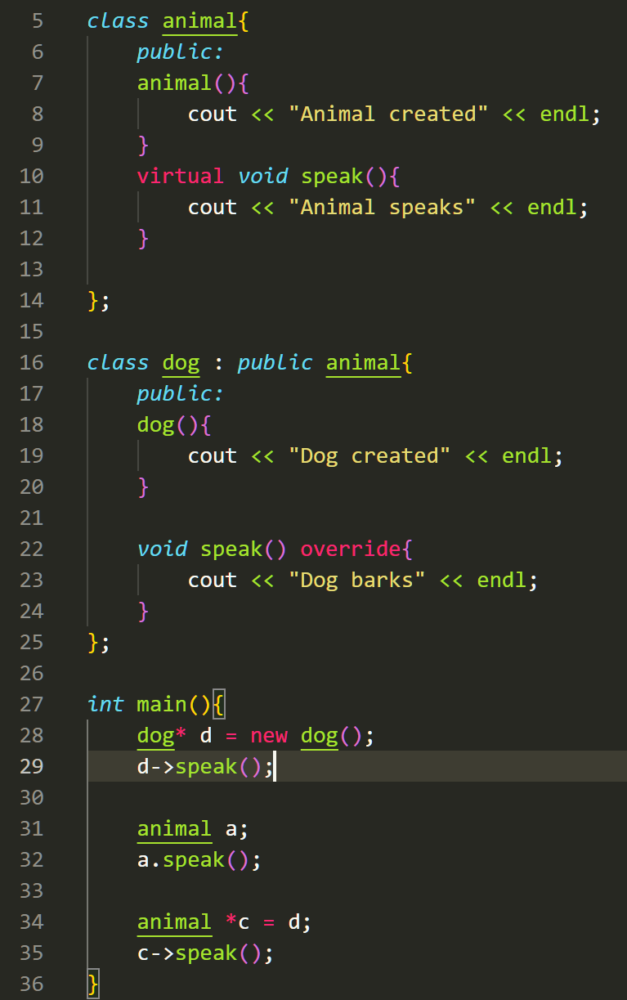 5 class animal{
6 public:
7 animal(){
8 cout << "Animal created" << endl;
9 }
10 virtual void speak(){
11 cout << "Animal speaks" << endl;
12 }
13
14 };
15
16 class dog : public animal{
17 public:
18 dog(){
19 cout << "Dog created" << endl;
20 }
21
22 void speak() override{
23 cout << "Dog barks" << endl;
24 }
25 };
26
27 int main(){
28 dog* d = new dog();
29 d->speak();
30
31 animal a;
32 a.speak();
33
34 animal *c = d;
35 c->speak();
36 }